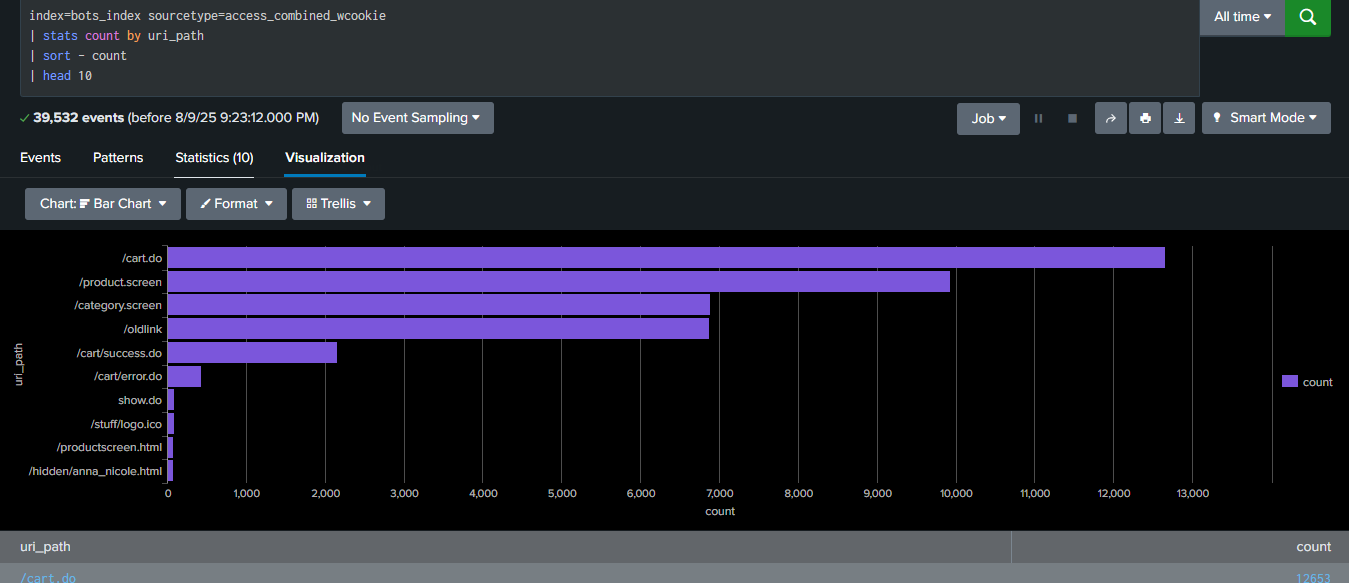 index=bots_index sourcetype=access_combined_wcookie
| stats count by uri_path
| sort - count
| head 10
All time
39,532 events (before 8/9/25 9:23:12.000 PM)
No Event Sampling
Job
Smart Mode
Events
Patterns
Statistics (10)
Visualization
Chart: Bar Chart
Format
Trellis
uri_path
/cart.do
/product.screen
/category.screen
/oldlink
/cart/success.do
/cart/error.do
show.do
/stuff/logo.ico
/productscreen.html
/hidden/anna_nicole.html
0 1,000 2,000 3,000 4,000 5,000 6,000 7,000 8,000 9,000 10,000 11,000 12,000 13,000
count
count
uri_path count
/cart.do 12653